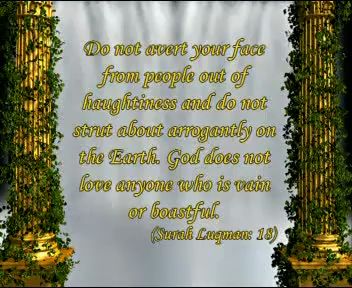 Do not avert your face
from people out of
haughtiness and do not
strut about arrogantly on
the Earth. God does not
love anyone who is vain
or boastful.
(Surah Luqman: 18)